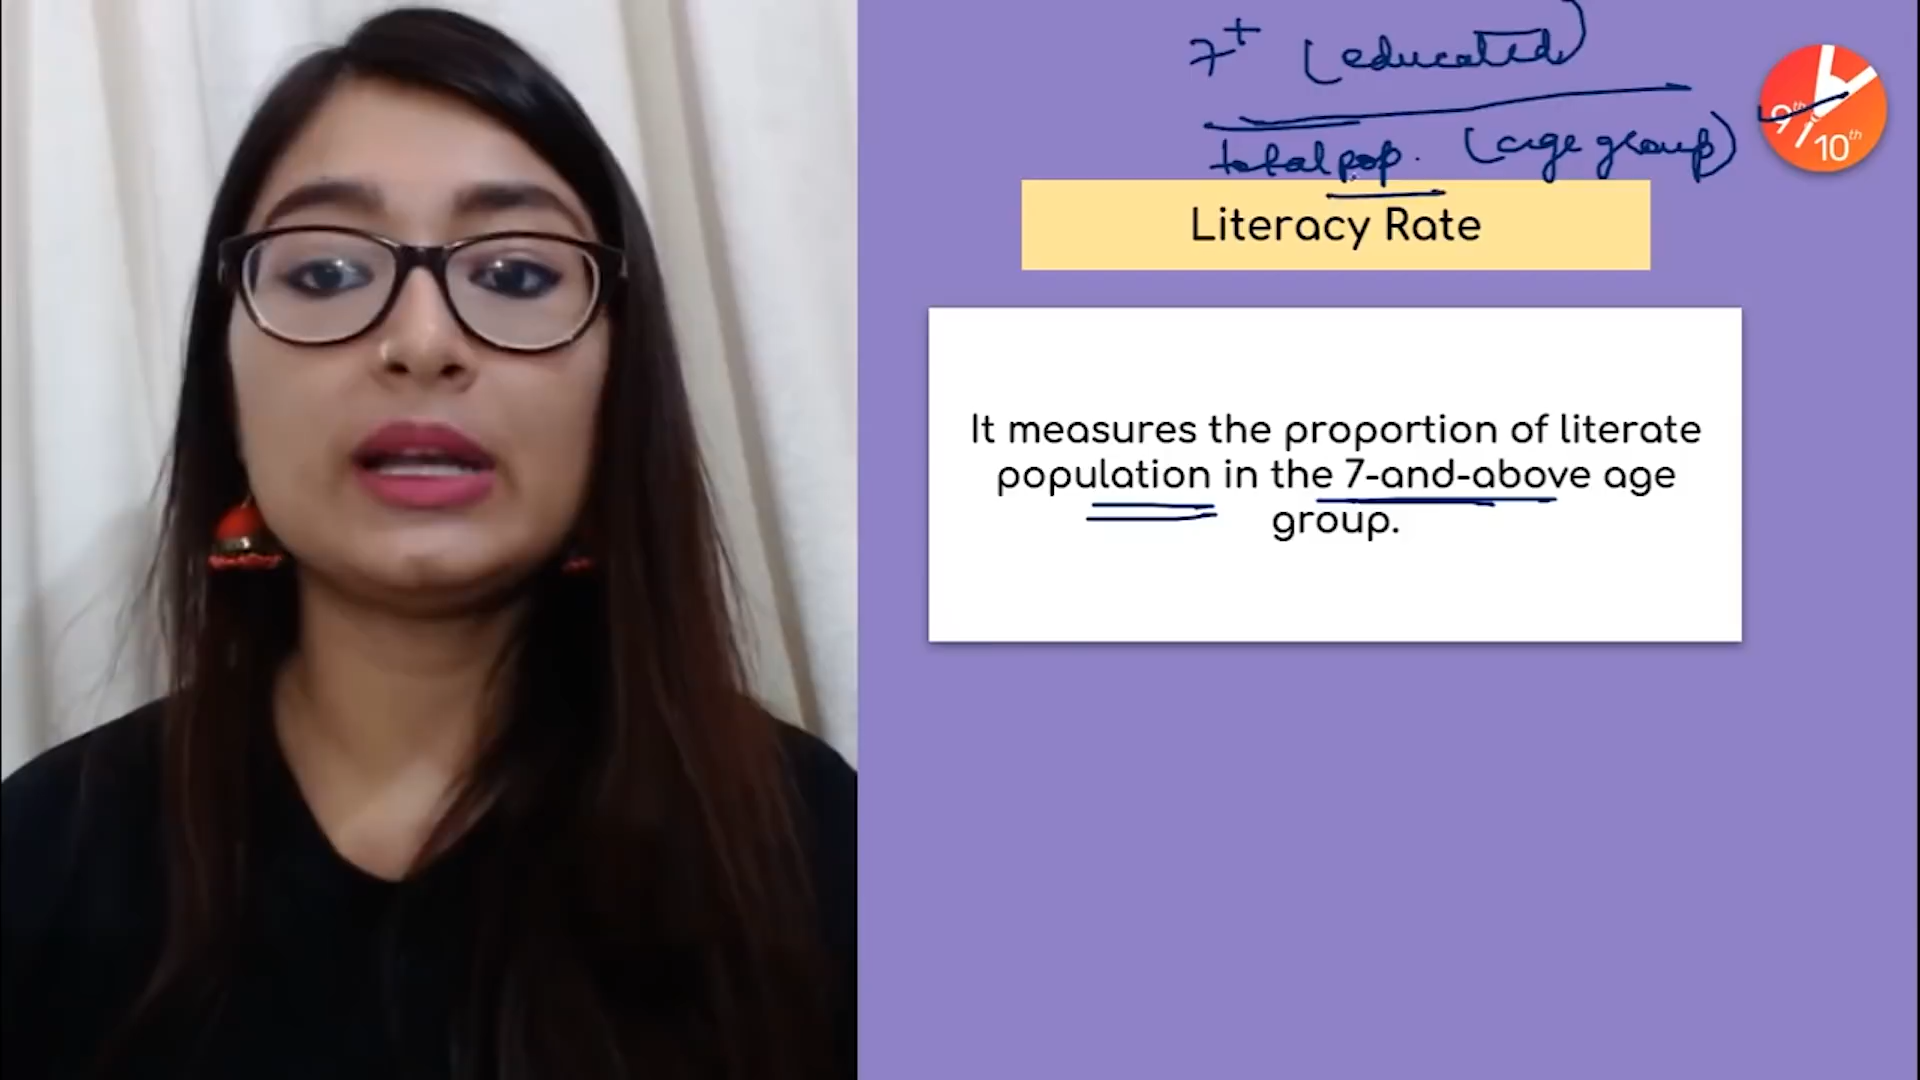 7+ (educated)
total pop. (age group)
9th
10th
Literacy Rate
It measures the proportion of literate
population in the 7-and-above age
group.